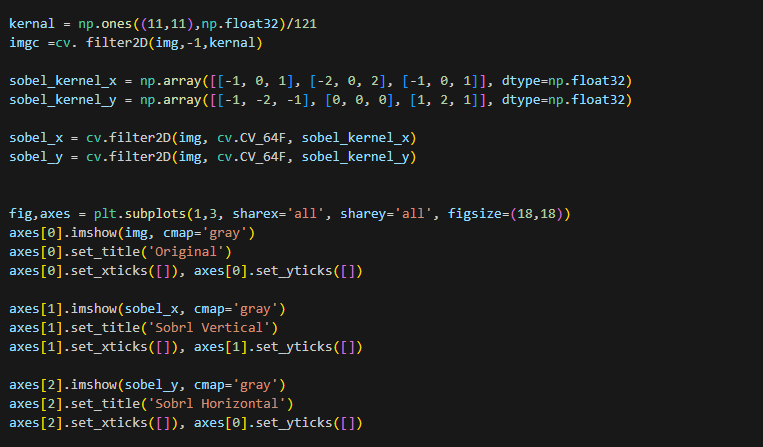 kernal = np.ones((11,11),np.float32)/121
imgc =cv. filter2D(img,-1,kernal)
sobel_kernel_x = np.array([[-1, 0, 1], [-2, 0, 2], [-1, 0, 1]], dtype=np.float32)
sobel_kernel_y = np.array([[-1, -2, -1], [0, 0, 0], [1, 2, 1]], dtype=np.float32)
sobel_x = cv.filter2D(img, cv.CV_64F, sobel_kernel_x)
sobel_y = cv.filter2D(img, cv.CV_64F, sobel_kernel_y)
fig,axes = plt.subplots(1,3, sharex='all', sharey='all', figsize=(18,18))
axes[0].imshow(img, cmap='gray')
axes[0].set_title('Original')
axes[0].set_xticks([]), axes[0].set_yticks([])
axes[1].imshow(sobel_x, cmap='gray')
axes[1].set_title('Sobrl Vertical')
axes[1].set_xticks([]), axes[1].set_yticks([])
axes[2].imshow(sobel_y, cmap='gray')
axes[2].set_title('Sobrl Horizontal')
axes[2].set_xticks([]), axes[0].set_yticks([])